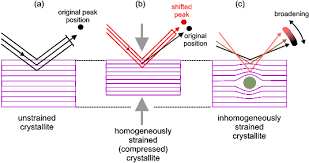 (a)
original peak
position
unstrained
crystallite
(b)
shifted
peak
original
position
homogeneously
strained
(compressed)
crystallite
(c)
broadening
inhomogeneously
strained
crystallite